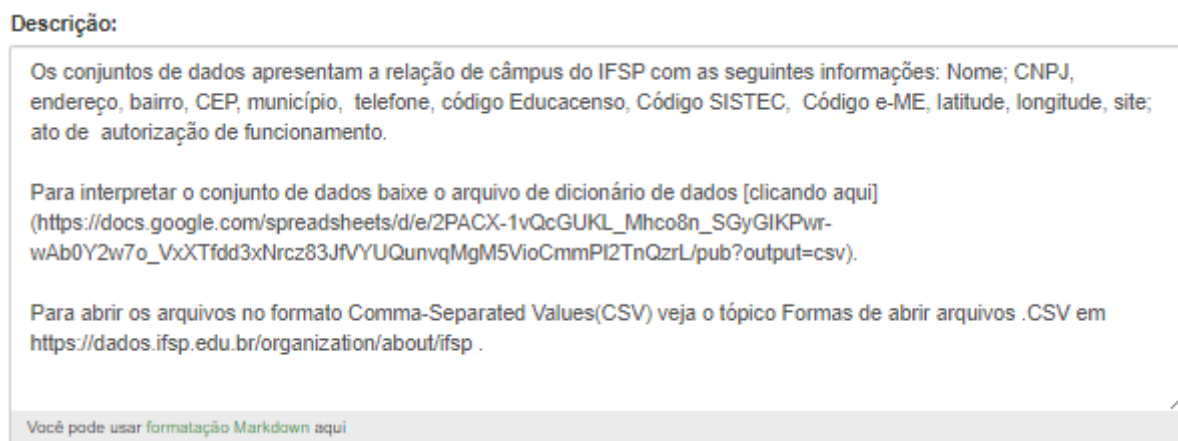 Descrição:
Os conjuntos de dados apresentam a relação de câmpus do IFSP com as seguintes informações: Nome; CNPJ,
endereço, bairro, CEP, município,  telefone, código Educacenso, Código SISTEC,  Código e-ME, latitude, longitude, site;
ato de  autorização de funcionamento.
Para interpretar o conjunto de dados baixe o arquivo de dicionário de dados [clicando aqui]
(https://docs.google.com/spreadsheets/d/e/2PACX-1vQcGUKL_Mhco8n_SGyGIKPwr-
wAb0Y2w7o_VxXTfdd3xNrcz83JfVYUQunvqMgM5VioCmmPI2TnQzrL/pub?output=csv).
Para abrir os arquivos no formato Comma-Separated Values(CSV) veja o tópico Formas de abrir arquivos .CSV em
https://dados.ifsp.edu.br/organization/about/ifsp .
Você pode usar formatação Markdown aqui